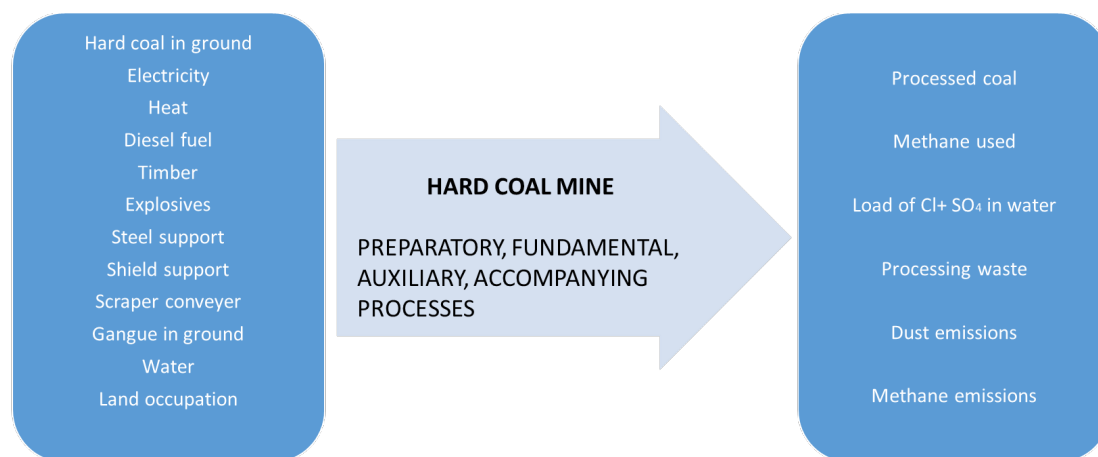 Hard coal in ground
Electricity
Heat
Diesel fuel
Timber
Explosives
Steel support
Shield support
Scraper conveyer
Gangue in ground
Water
Land occupation
HARD COAL MINE
PREPARATORY, FUNDAMENTAL,
AUXILIARY, ACCOMPANYING
PROCESSES
Processed coal
Methane used
Load of Cl+ SO₄ in water
Processing waste
Dust emissions
Methane emissions